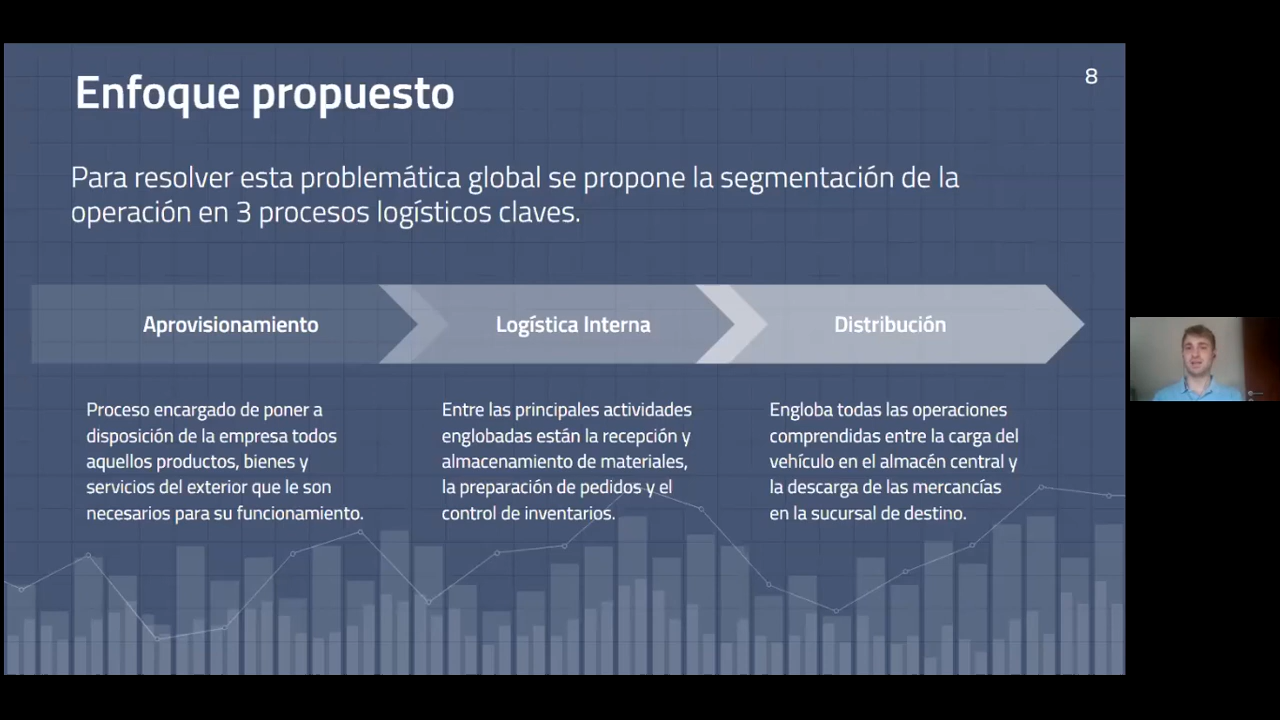 Enfoque propuesto
8
Para resolver esta problemática global se propone la segmentación de la
operación en 3 procesos logísticos claves.
Aprovisionamiento
Logística Interna
Distribución
Proceso encargado de poner a
disposición de la empresa todos
aquellos productos, bienes y
servicios del exterior que le son
necesarios para su funcionamiento.
Entre las principales actividades
englobadas están la recepción y
almacenamiento de materiales,
la preparación de pedidos y el
control de inventarios.
Engloba todas las operaciones
comprendidas entre la carga del
vehículo en el almacén central y
la descarga de las mercancías
en la sucursal de destino.